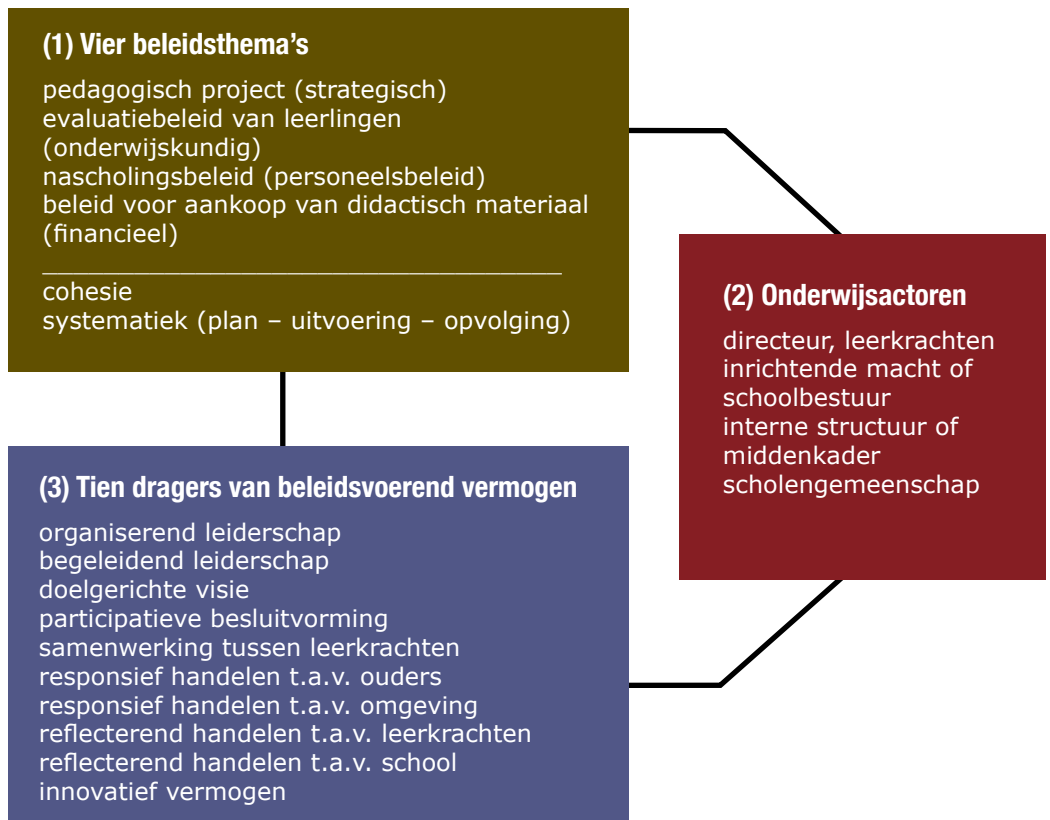 (1) Vier beleidsthema's
pedagogisch project (strategisch)
evaluatiebeleid van leerlingen
(onderwijskundig)
nascholingsbeleid (personeelsbeleid)
beleid voor aankoop van didactisch materiaal
(financieel)
cohesie
systematiek (plan – uitvoering – opvolging)
(2) Onderwijsactoren
directeur, leerkrachten
inrichtende macht of
schoolbestuur
interne structuur of
middenkader
scholengemeenschap
(3) Tien dragers van beleidsvoerend vermogen
organiserend leiderschap
begeleidend leiderschap
doelgerichte visie
participatieve besluitvorming
samenwerking tussen leerkrachten
responsief handelen t.a.v. ouders
responsief handelen t.a.v. omgeving
reflecterend handelen t.a.v. leerkrachten
reflecterend handelen t.a.v. school
innovatief vermogen